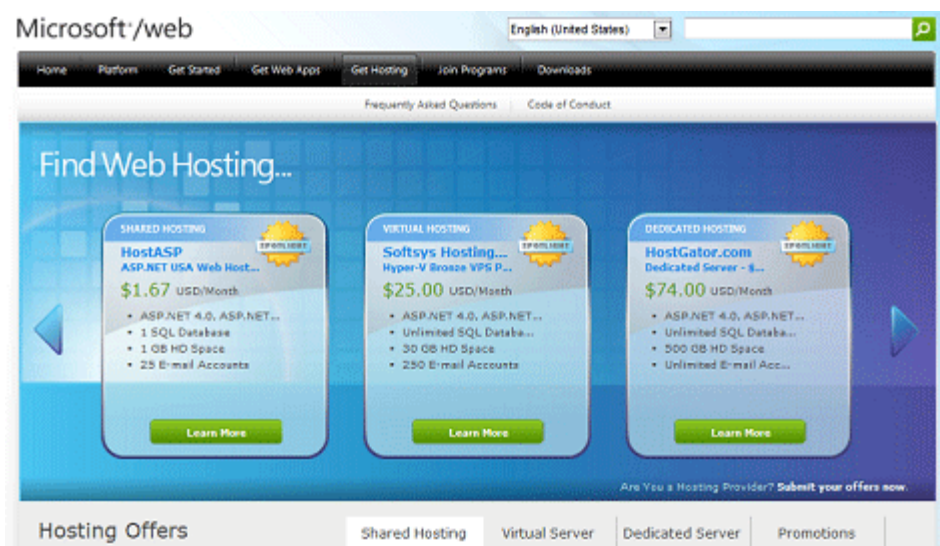 Microsoft /web
English (United States)
Home Platform Get Started Get Web Apps Get Hosting Join Programs Downloads
Frequently Asked Questions Code of Conduct
Find Web Hosting...
SHARED HOSTING
SPOTLIGHT
HostASP
ASP.NET USA Web Host...
$1.67 USD/Month
• ASP.NET 4.0, ASP.NET...
• 1 SQL Database
• 1 GB HD Space
• 25 E-mail Accounts
Learn More
VIRTUAL HOSTING
SPOTLIGHT
Softsys Hosting...
Hyper-V Bronze VPS P...
$25.00 USD/Month
• ASP.NET 4.0, ASP.NET...
• Unlimited SQL Databa...
• 30 GB HD Space
• 250 E-mail Accounts
Learn More
DEDICATED HOSTING
SPOTLIGHT
HostGator.com
Dedicated Server - $...
$74.00 USD/Month
• ASP.NET 4.0, ASP.NET...
• Unlimited SQL Databa...
• 500 GB HD Space
• Unlimited E-mail Acc...
Learn More
Are You a Hosting Provider? Submit your offers now.
Hosting Offers
Shared Hosting Virtual Server Dedicated Server Promotions